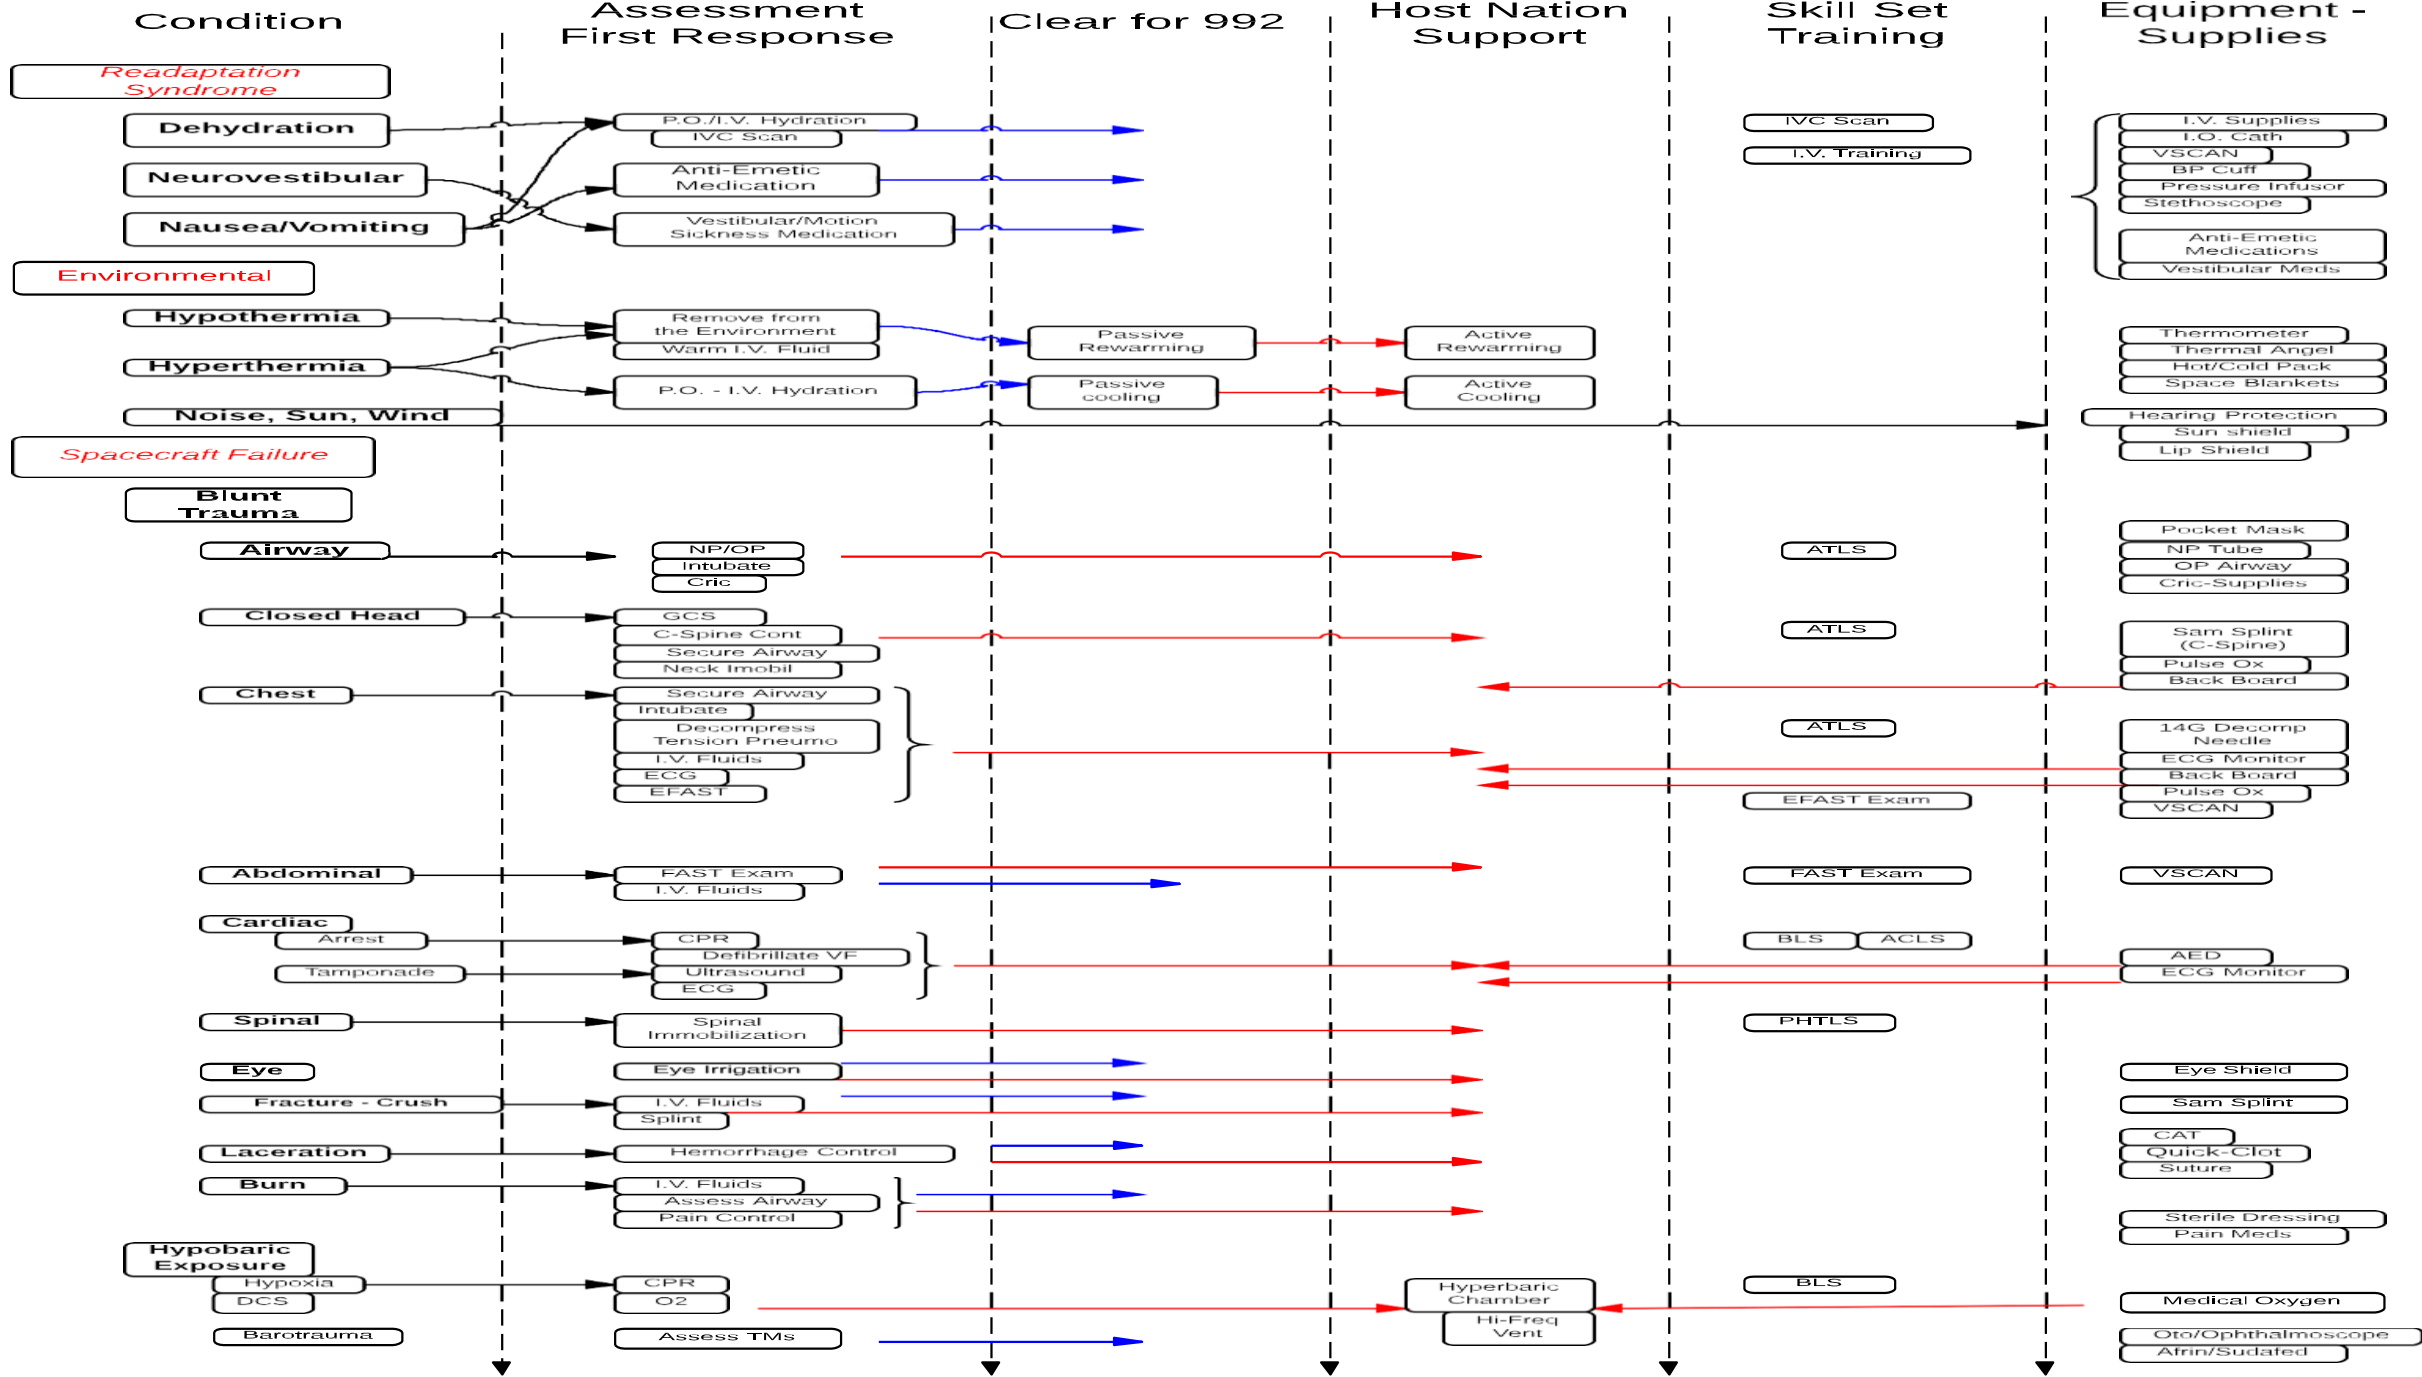 Condition
Assessment
First Response
Clear for 992
Host Nation
Support
Skill Set
Training
Equipment -
Supplies
Readaptation
Syndrome
Dehydration
P.O./I.V. Hydration
IVC Scan
IVC Scan
I.V. Training
I.V. Supplies
I.O. Cath
VSCAN
BP Cuff
Pressure Infusor
Stethoscope
Neurovestibular
Anti-Emetic
Medication
Nausea/Vomiting
Vestibular/Motion
Sickness Medication
Anti-Emetic
Medications
Vestibular Meds
Environmental
Hypothermia
Remove from
the Environment
Warm I.V. Fluid
Passive
Rewarming
Active
Rewarming
Thermometer
Thermal Angel
Hot/Cold Pack
Space Blankets
Hyperthermia
P.O. - I.V. Hydration
Passive
cooling
Active
Cooling
Noise, Sun, Wind
Hearing Protection
Sun shield
Lip Shield
Spacecraft Failure
Blunt
Trauma
Airway
NP/OP
Intubate
Cric
ATLS
Pocket Mask
NP Tube
OP Airway
Cric-Supplies
Closed Head
GCS
C-Spine Cont
Secure Airway
Neck Imobil
ATLS
Sam Splint
(C-Spine)
Pulse Ox
Back Board
Chest
Secure Airway
Intubate
Decompress
Tension Pneumo
I.V. Fluids
ECG
EFAST
ATLS
EFAST Exam
14G Decomp
Needle
ECG Monitor
Back Board
Pulse Ox
VSCAN
Abdominal
FAST Exam
I.V. Fluids
FAST Exam
VSCAN
Cardiac
Arrest
CPR
Defibrillate VF
BLS
ACLS
AED
ECG Monitor
Tamponade
Ultrasound
ECG
Spinal
Spinal
Immobilization
PHTLS
Eye
Eye Irrigation
Eye Shield
Fracture - Crush
I.V. Fluids
Splint
Sam Splint
Laceration
Hemorrhage Control
CAT
Quick-Clot
Suture
Burn
I.V. Fluids
Assess Airway
Pain Control
Sterile Dressing
Pain Meds
Hypobaric
Exposure
Hypoxia
DCS
CPR
O2
Hyperbaric
Chamber
Hi-Freq
Vent
BLS
Medical Oxygen
Barotrauma
Assess TMs
Oto/Ophthalmoscope
Afrin/Sudafed